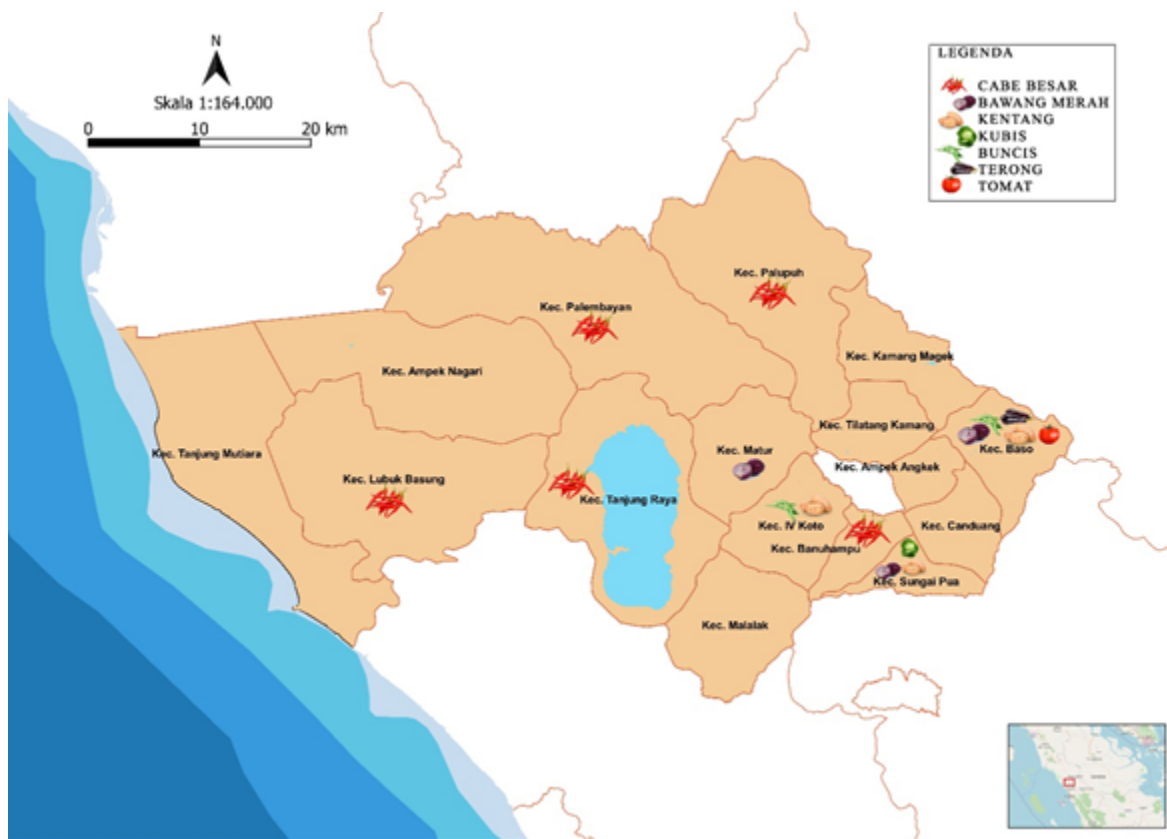 N
Skala 1:164.000
0 10 20 km
LEGENDA
CABE BESAR
BAWANG MERAH
KENTANG
KUBIS
BUNCIS
TERONG
TOMAT
Kec. Palupuh
Kec. Palembayan
Kec. Kamang Magek
Kec. Ampek Nagari
Kec. Tilatang Kamang
Kec. Baso
Kec. Matur
Kec. Tanjung Mutiara
Kec. Ampek Angkek
Kec. Lubuk Basung
Kec. Tanjung Raya
Kec. IV Koto
Kec. Canduang
Kec. Banuhampu
Kec. Sungai Pua
Kec. Malalak